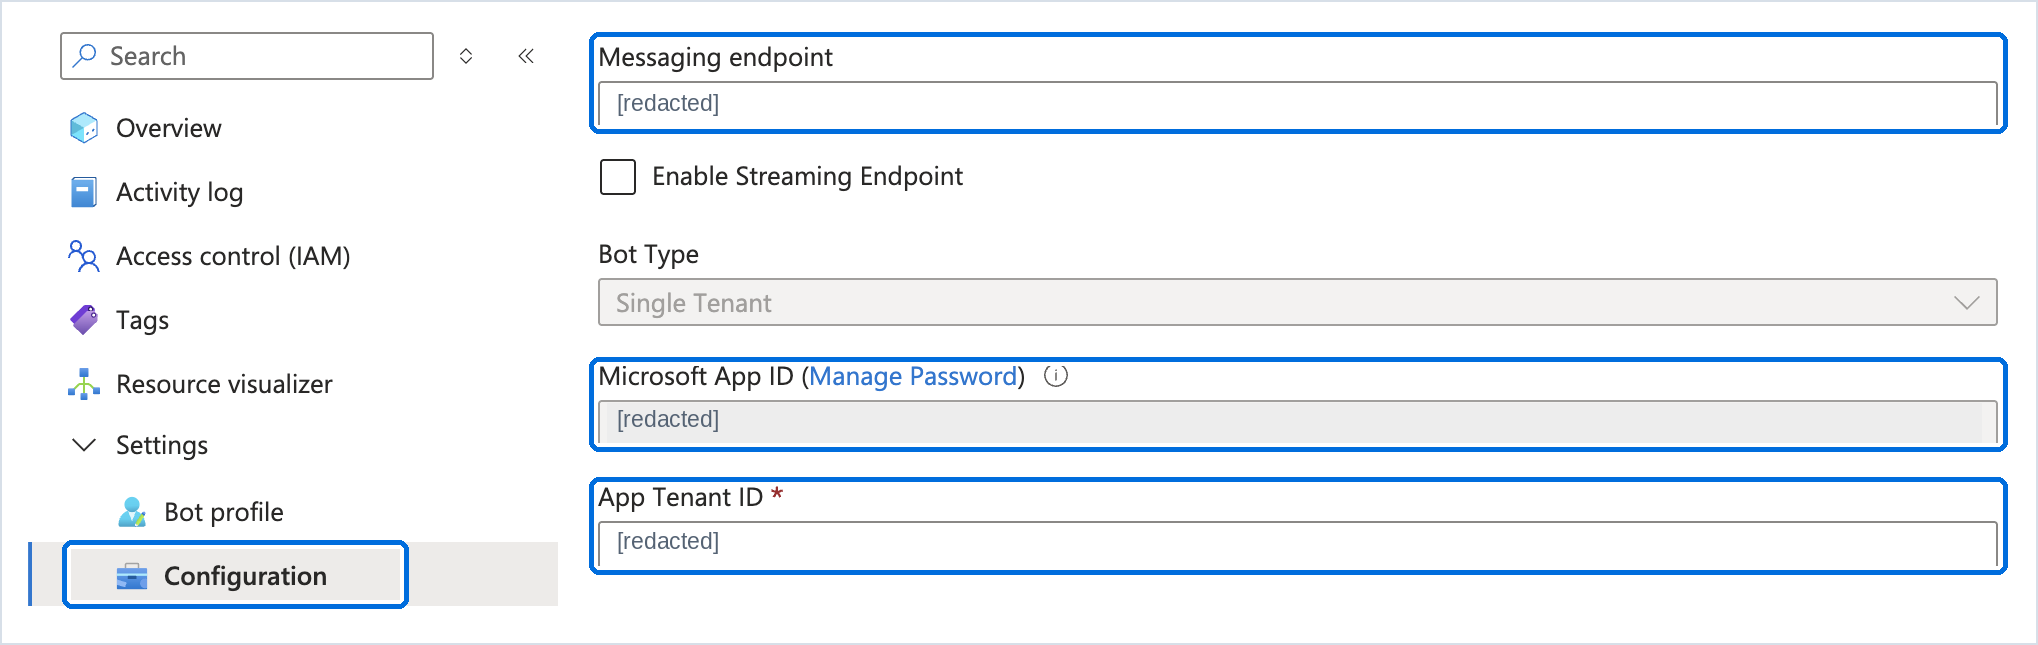 Search
Overview
Activity log
Access control (IAM)
Tags
Resource visualizer
Settings
Bot profile
Configuration
Messaging endpoint
[redacted]
Enable Streaming Endpoint
Bot Type
Single Tenant
Microsoft App ID (Manage Password)
[redacted]
App Tenant ID *
[redacted]